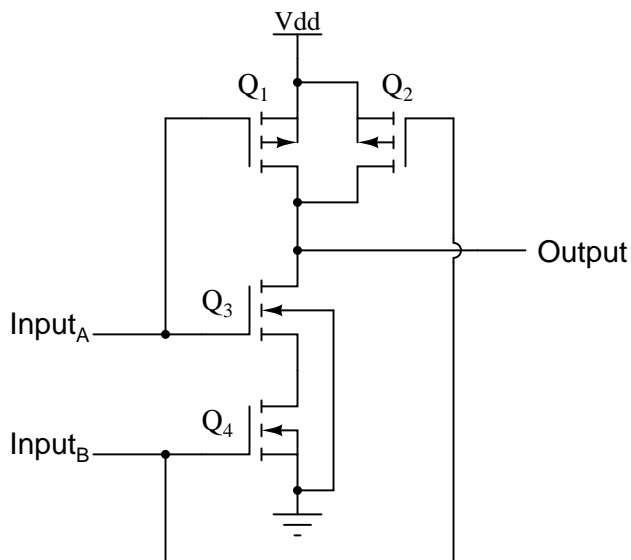 Vdd
Q1 Q2
Output
Q3
InputA
Q4
InputB